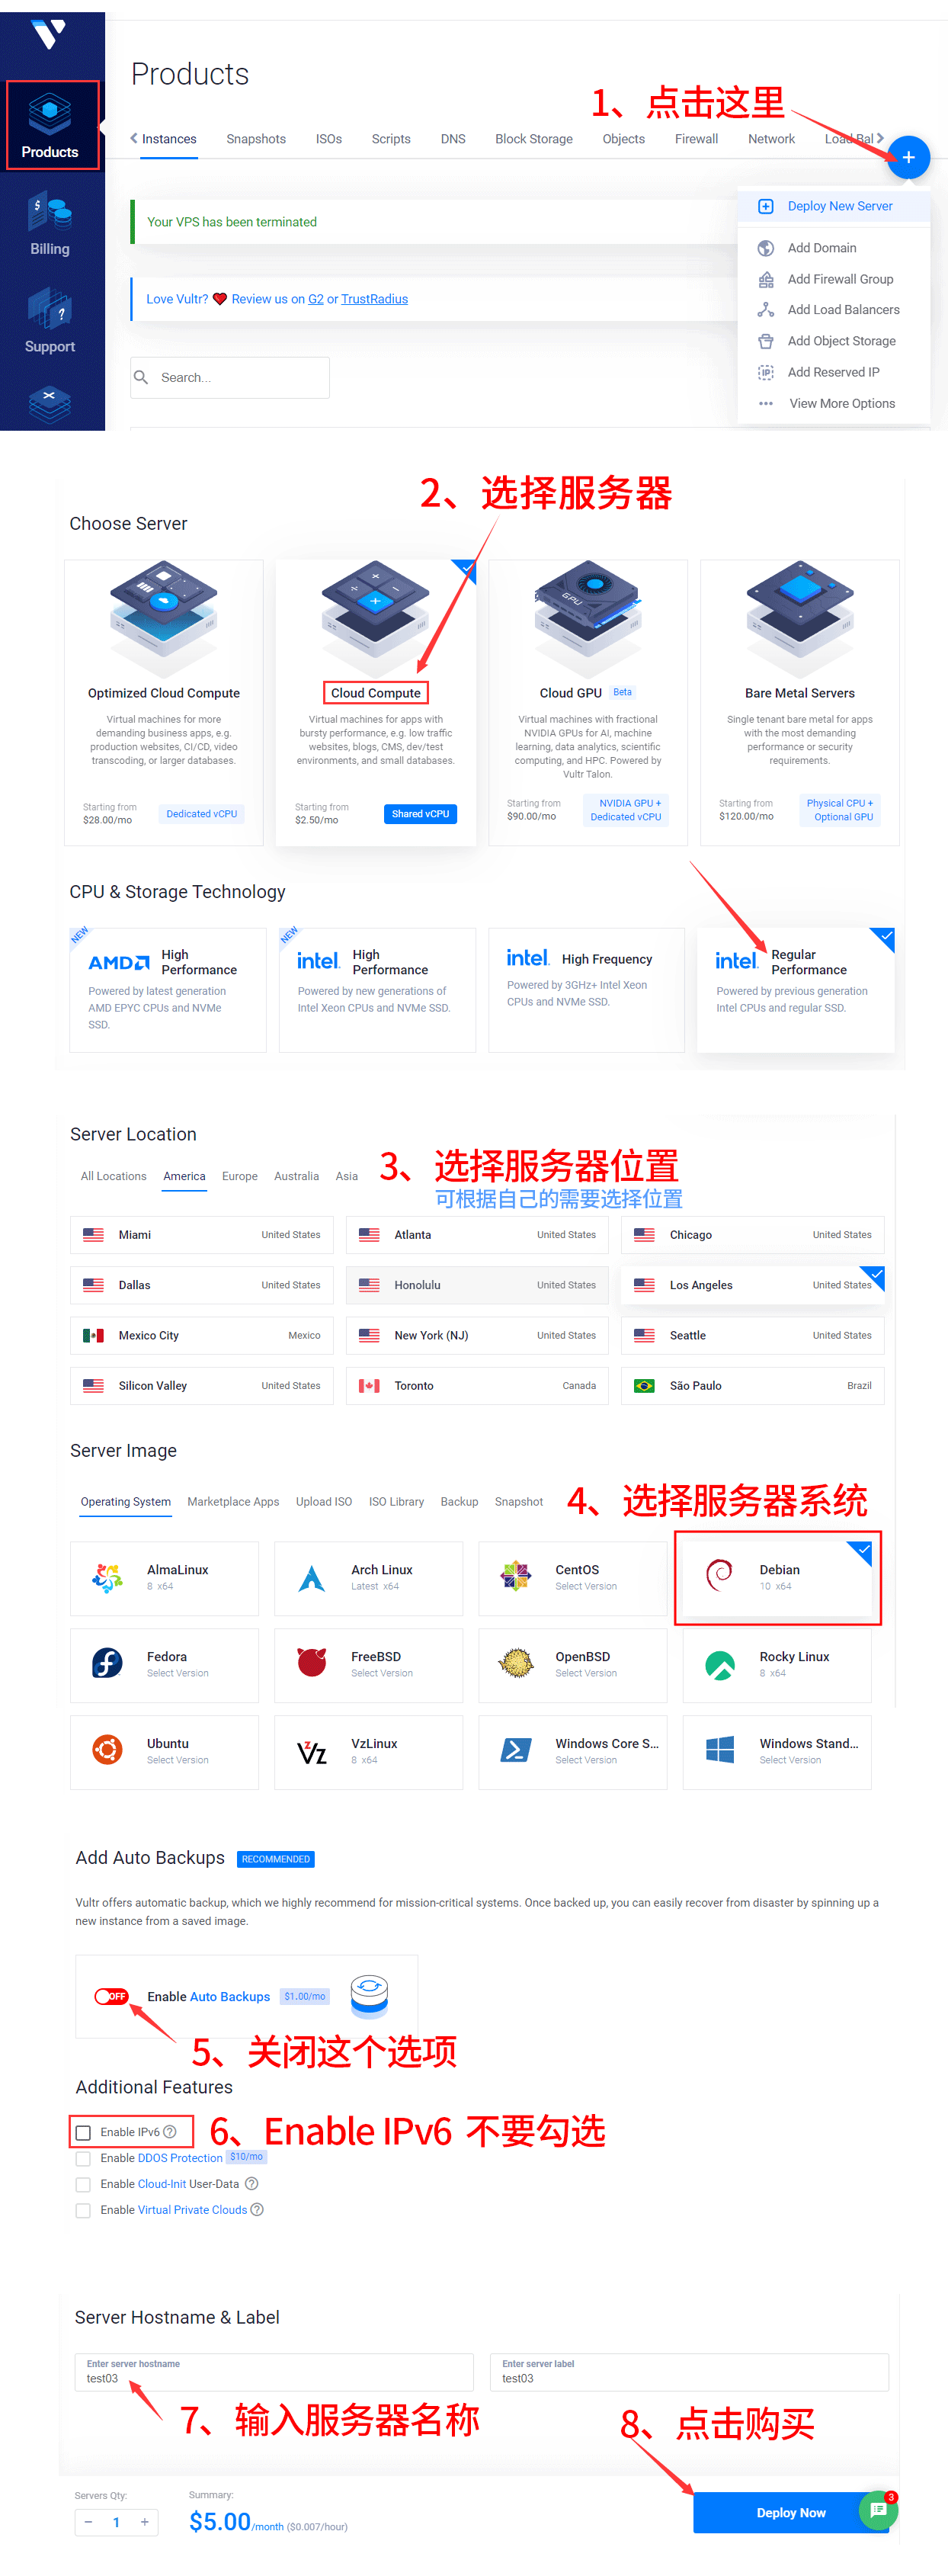 Products
Products
Billing
Support
1、点击这里
Instances
Snapshots
ISOs
Scripts
DNS
Block Storage
Objects
Firewall
Network
Load Bal
Your VPS has been terminated
Love Vultr? Review us on G2 or TrustRadius
Search...
Deploy New Server
Add Domain
Add Firewall Group
Add Load Balancers
Add Object Storage
Add Reserved IP
View More Options
2、选择服务器
Choose Server
Optimized Cloud Compute
Virtual machines for more
demanding business apps, e.g.
production websites, CI/CD, video
transcoding, or larger databases.
Starting from
$28.00/mo
Dedicated vCPU
Cloud Compute
Virtual machines for apps with
bursty performance, e.g. low traffic
websites, blogs, CMS, dev/test
environments, and small databases.
Starting from
$2.50/mo
Shared vCPU
GPU
Cloud GPU Beta
Virtual machines with fractional
NVIDIA GPUs for AI, machine
learning, data analytics, scientific
computing, and HPC. Powered by
Vultr Talon.
Starting from
$90.00/mo
NVIDIA GPU +
Dedicated vCPU
Bare Metal Servers
Single tenant bare metal for apps
with the most demanding
performance or security
requirements.
Starting from
$120.00/mo
Physical CPU +
Optional GPU
CPU & Storage Technology
NEW
AMD
High
Performance
Powered by latest generation
AMD EPYC CPUs and NVMe
SSD.
NEW
intel.
High
Performance
Powered by new generations of
Intel Xeon CPUs and NVMe SSD.
intel.
High Frequency
Powered by 3GHz+ Intel Xeon
CPUs and NVMe SSD.
intel.
Regular
Performance
Powered by previous generation
Intel CPUs and regular SSD.
Server Location
3、选择服务器位置
可根据自己的需要选择位置
All Locations
America
Europe
Australia
Asia
Miami United States
Atlanta United States
Chicago United States
Dallas United States
Honolulu United States
Los Angeles United States
Mexico City Mexico
New York (NJ) United States
Seattle United States
Silicon Valley United States
Toronto Canada
São Paulo Brazil
Server Image
4、选择服务器系统
Operating System
Marketplace Apps
Upload ISO
ISO Library
Backup
Snapshot
AlmaLinux
8 x64
Arch Linux
Latest x64
CentOS
Select Version
Debian
10 x64
Fedora
Select Version
FreeBSD
Select Version
OpenBSD
Select Version
Rocky Linux
8 x64
Ubuntu
Select Version
VzLinux
8 x64
Windows Core S...
Select Version
Windows Stand...
Select Version
Add Auto Backups RECOMMENDED
Vultr offers automatic backup, which we highly recommend for mission-critical systems. Once backed up, you can easily recover from disaster by spinning up a
new instance from a saved image.
OFF
Enable Auto Backups $1.00/mo
5、关闭这个选项
Additional Features
Enable IPv6
6、Enable IPv6 不要勾选
Enable DDOS Protection $10/mo
Enable Cloud-Init User-Data
Enable Virtual Private Clouds
Server Hostname & Label
Enter server hostname
test03
Enter server label
test03
7、输入服务器名称
8、点击购买
Servers Qty:
− 1 +
Summary:
$5.00/month ($0.007/hour)
Deploy Now
3